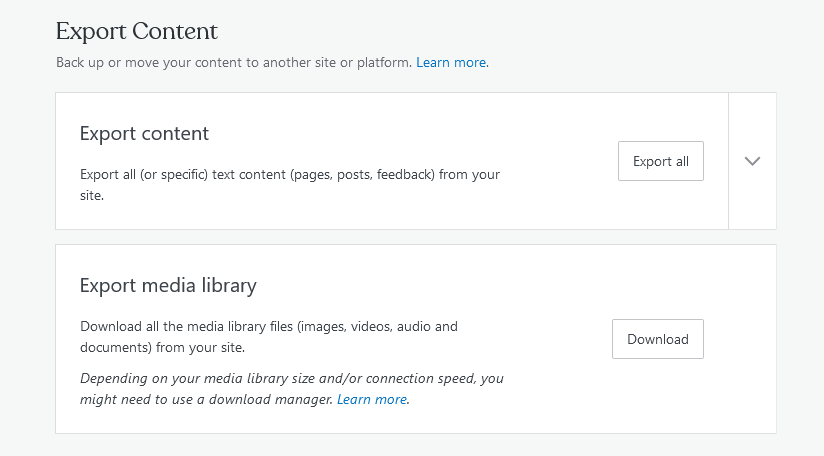 Export Content
Back up or move your content to another site or platform. Learn more.
Export content
Export all (or specific) text content (pages, posts, feedback) from your
site.
Export all
Export media library
Download all the media library files (images, videos, audio and
documents) from your site.
Depending on your media library size and/or connection speed, you
might need to use a download manager. Learn more.
Download